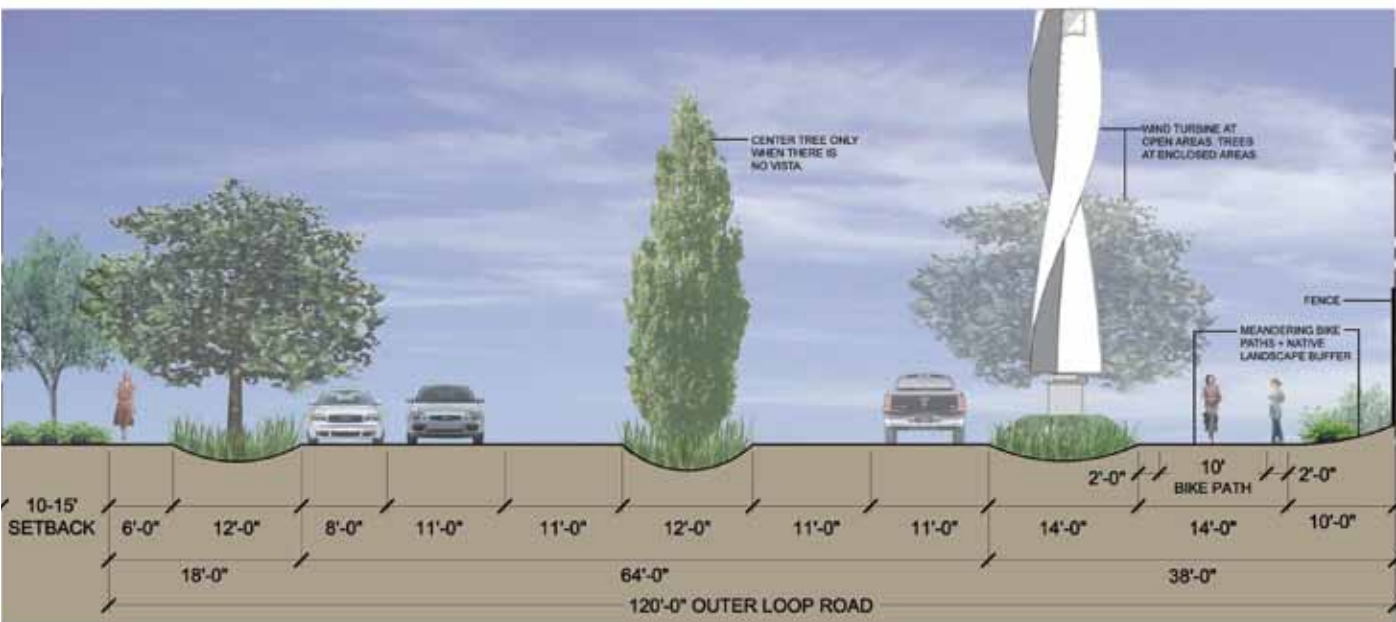 CENTER TREE ONLY
WHEN THERE IS
NO VISTA.
WIND TURBINE AT
OPEN AREAS. TREES
AT ENCLOSED AREAS
FENCE
MEANDERING BIKE
PATHS + NATIVE
LANDSCAPE BUFFER
2'-0" 10' 2'-0"
BIKE PATH
10-15'
SETBACK 6'-0" 12'-0" 8'-0" 11'-0" 11'-0" 12'-0" 11'-0" 11'-0" 14'-0" 14'-0" 10'-0"
18'-0" 64'-0" 38'-0"
120'-0" OUTER LOOP ROAD